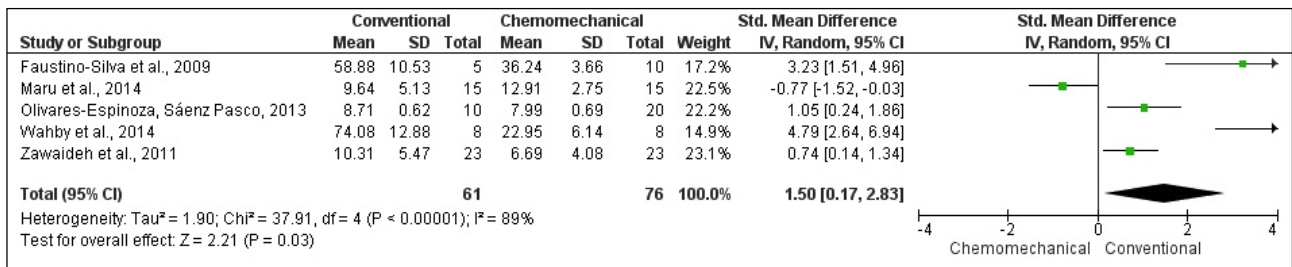 Conventional Chemomechanical Std. Mean Difference Std. Mean Difference
Study or Subgroup Mean SD Total Mean SD Total Weight IV, Random, 95% CI IV, Random, 95% CI
Faustino-Silva et al., 2009 58.88 10.53 5 36.24 3.66 10 17.2% 3.23 [1.51, 4.96]
Maru et al., 2014 9.64 5.13 15 12.91 2.75 15 22.5% -0.77 [-1.52, -0.03]
Olivares-Espinoza, Sáenz Pasco, 2013 8.71 0.62 10 7.99 0.69 20 22.2% 1.05 [0.24, 1.86]
Wahby et al., 2014 74.08 12.88 8 22.95 6.14 8 14.9% 4.79 [2.64, 6.94]
Zawaideh et al., 2011 10.31 5.47 23 6.69 4.08 23 23.1% 0.74 [0.14, 1.34]
Total (95% CI) 61 76 100.0% 1.50 [0.17, 2.83]
Heterogeneity: Tau² = 1.90; Chi² = 37.91, df = 4 (P < 0.00001); I² = 89%
Test for overall effect: Z = 2.21 (P = 0.03)
-4 -2 0 2 4
Chemomechanical Conventional